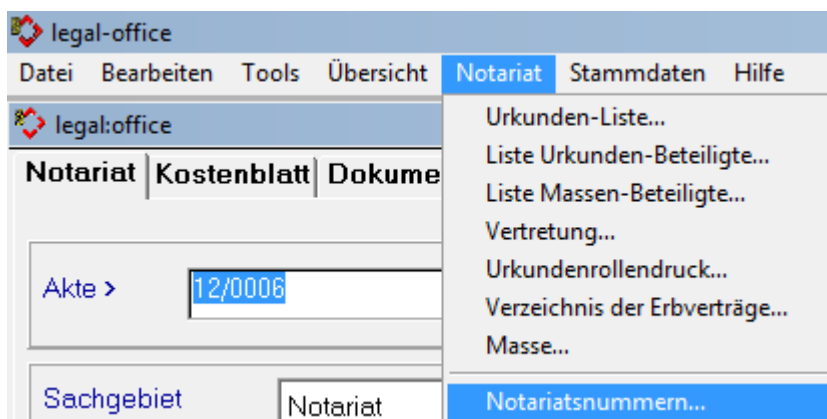 legal-office
Datei Bearbeiten Tools Übersicht Notariat Stammdaten Hilfe
legal:office
Notariat Kostenblatt Dokume
Akte > 12/0006
Sachgebiet Notariat
Urkunden-Liste...
Liste Urkunden-Beteiligte...
Liste Massen-Beteiligte...
Vertretung...
Urkundenrollendruck...
Verzeichnis der Erbverträge...
Masse...
Notariatsnummern...